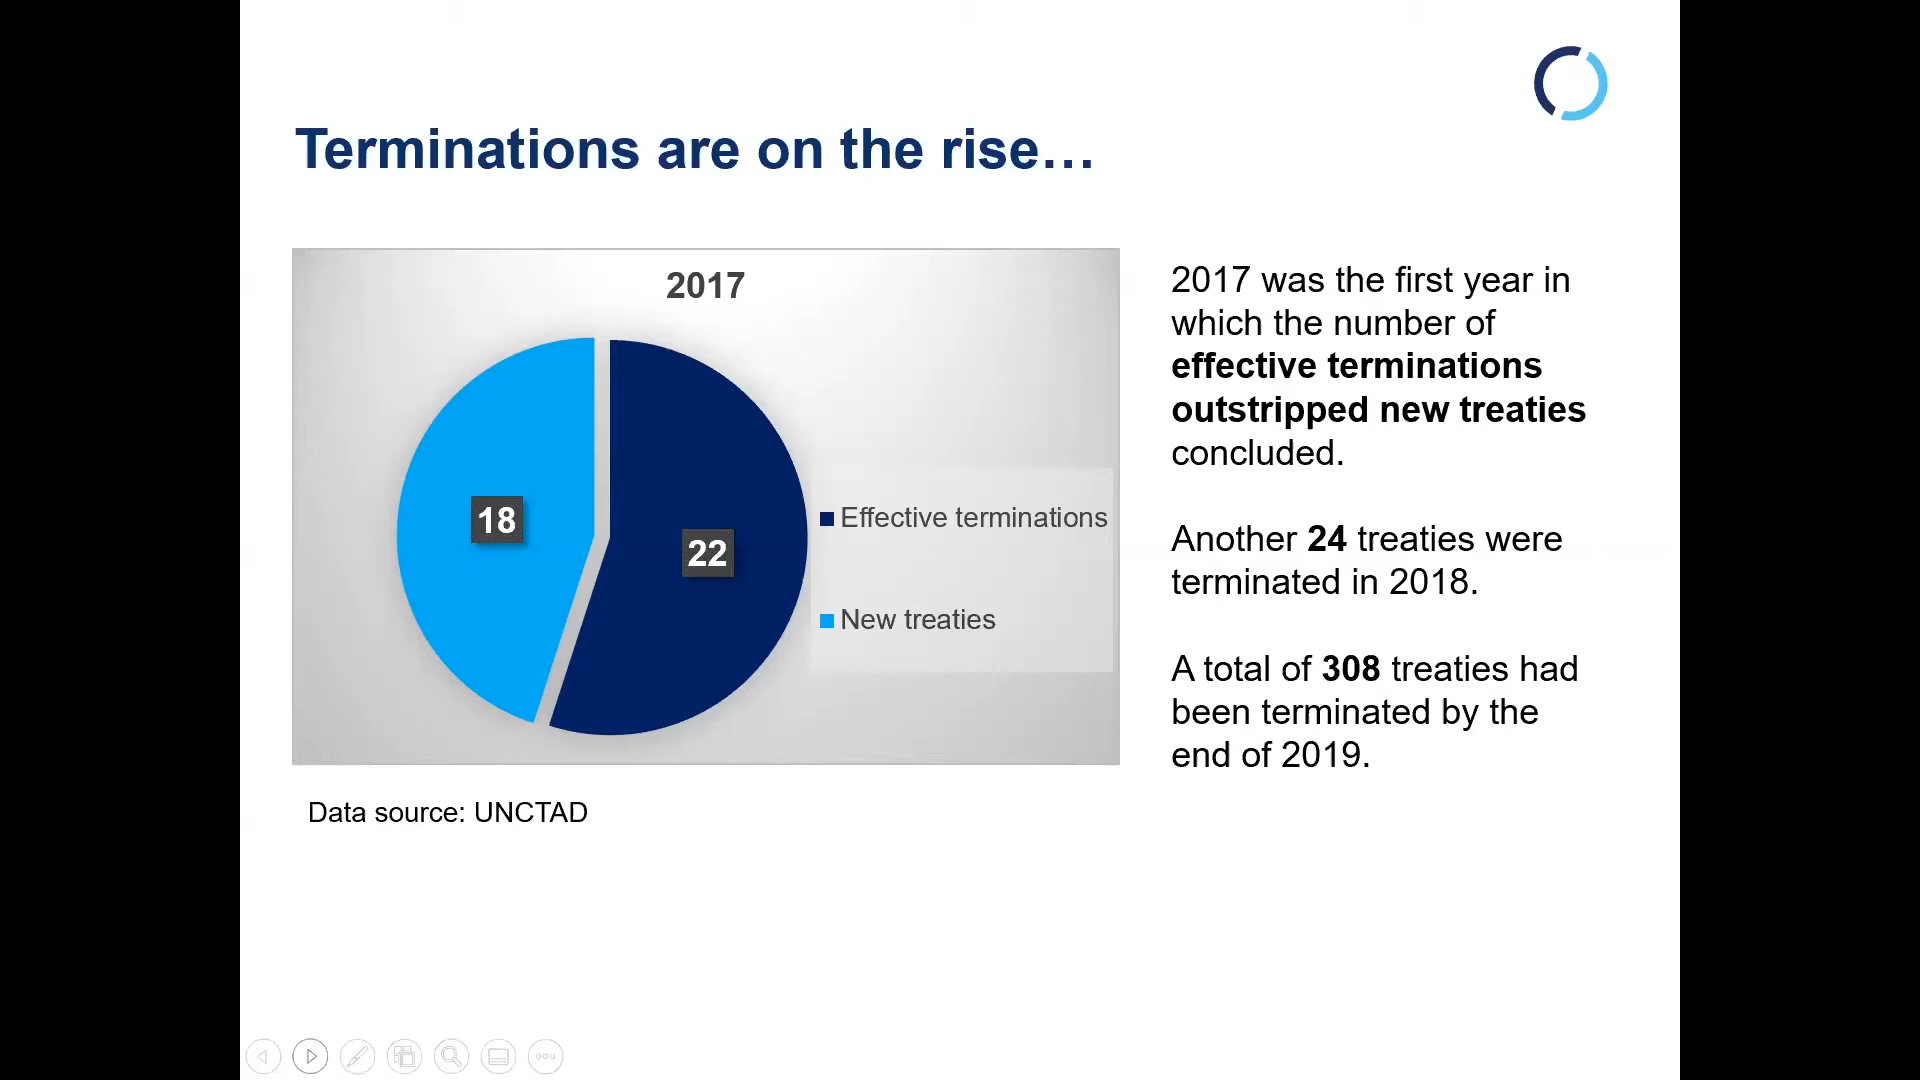 Terminations are on the rise…
2017
18
22
Effective terminations
New treaties
Data source: UNCTAD
2017 was the first year in
which the number of
effective terminations
outstripped new treaties
concluded.
Another 24 treaties were
terminated in 2018.
A total of 308 treaties had
been terminated by the
end of 2019.